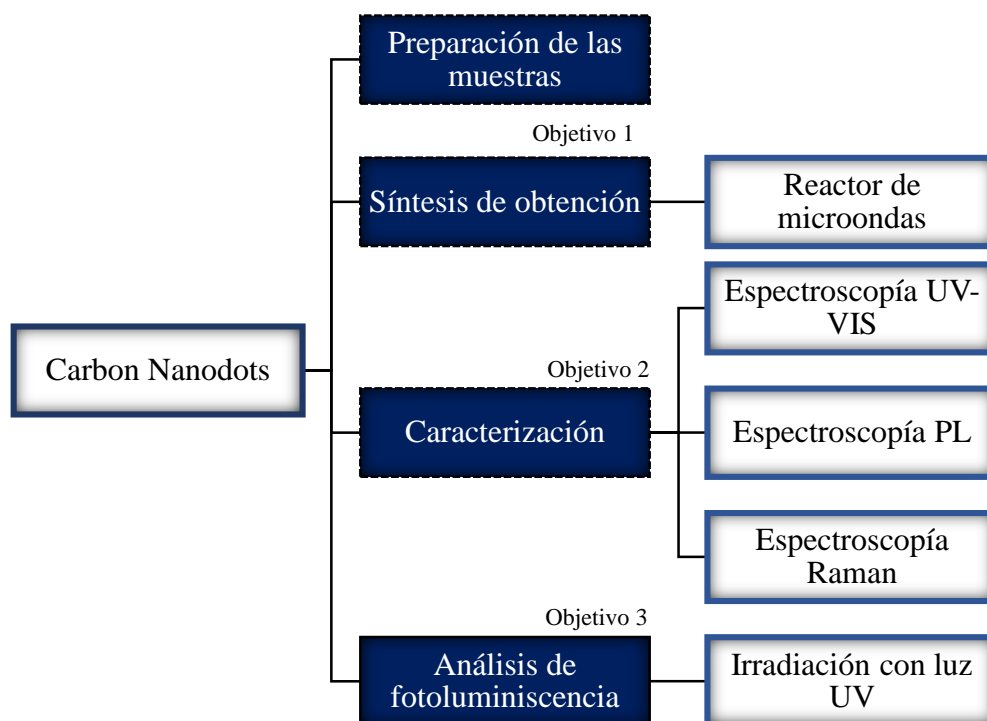 Preparación de las
muestras
Objetivo 1
Síntesis de obtención
Reactor de
microondas
Espectroscopía UV-
VIS
Carbon Nanodots
Objetivo 2
Caracterización
Espectroscopía PL
Espectroscopía
Raman
Objetivo 3
Análisis de
fotoluminiscencia
Irradiación con luz
UV